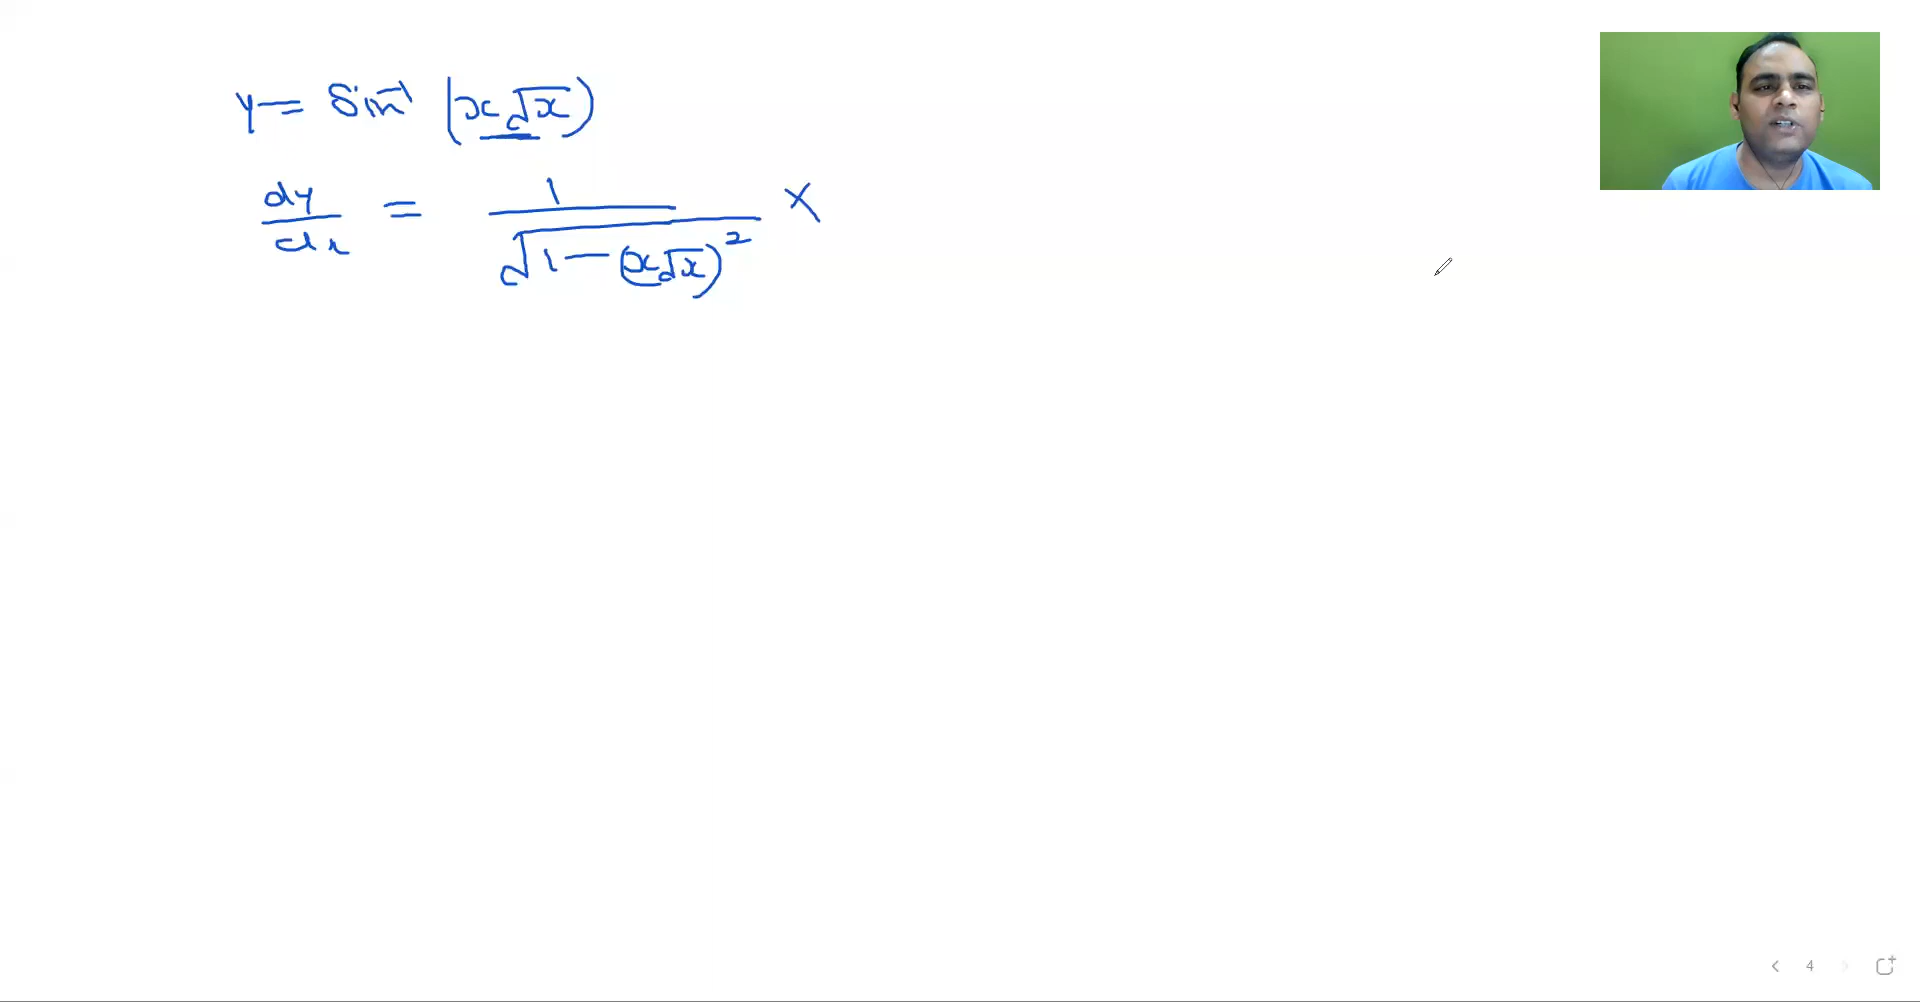 y = Sin⁻¹ (x√x)
dy/dx = 1/√(1−(x√x)²) ×
4